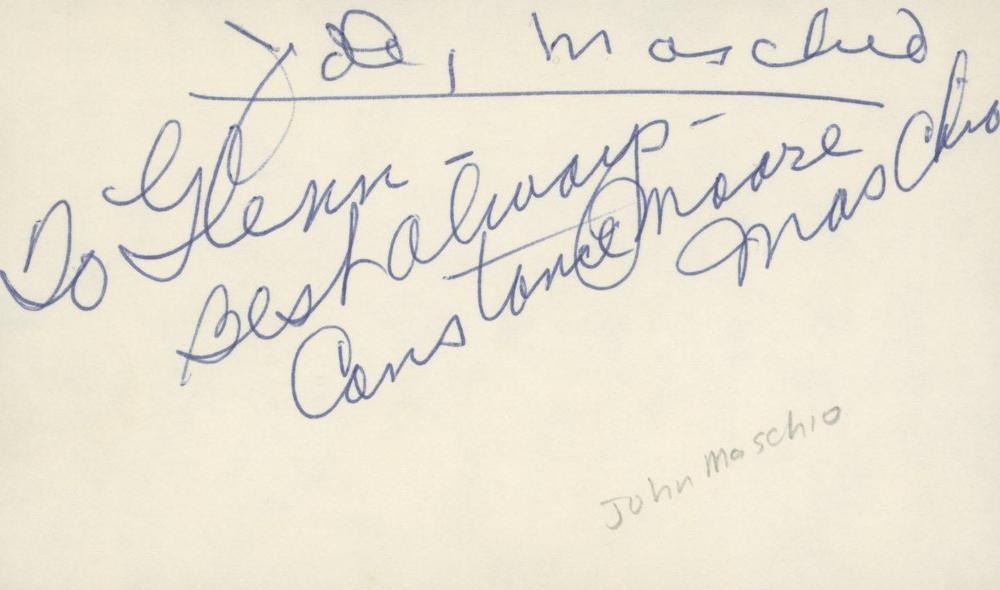 Maschio
To Glenn -
Best always -
Constance Moore
Maschio
John Maschio